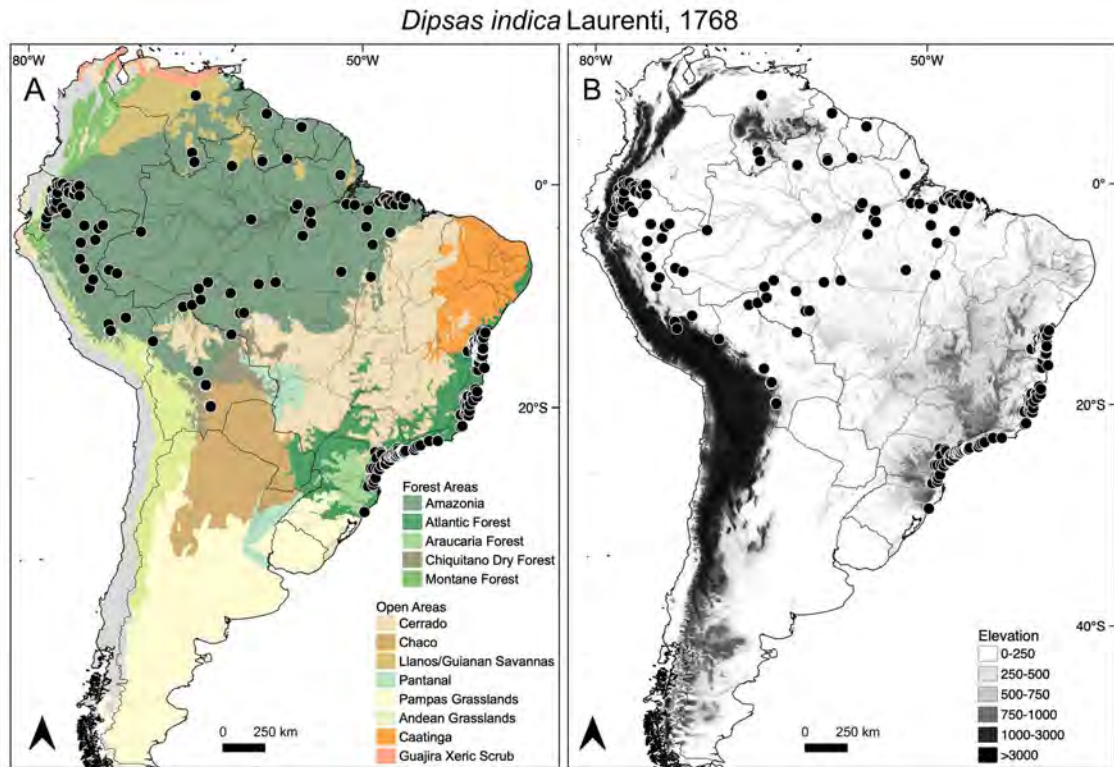 Dipsas indica Laurenti, 1768
A
80°W
50°W
0°
20°S
Forest Areas
Amazonia
Atlantic Forest
Araucaria Forest
Chiquitano Dry Forest
Montane Forest
Open Areas
Cerrado
Chaco
Llanos/Guianan Savannas
Pantanal
Pampas Grasslands
Andean Grasslands
Caatinga
Guajira Xeric Scrub
0 250 km
B
80°W
50°W
0°
20°S
40°S
Elevation
0-250
250-500
500-750
750-1000
1000-3000
>3000
0 250 km